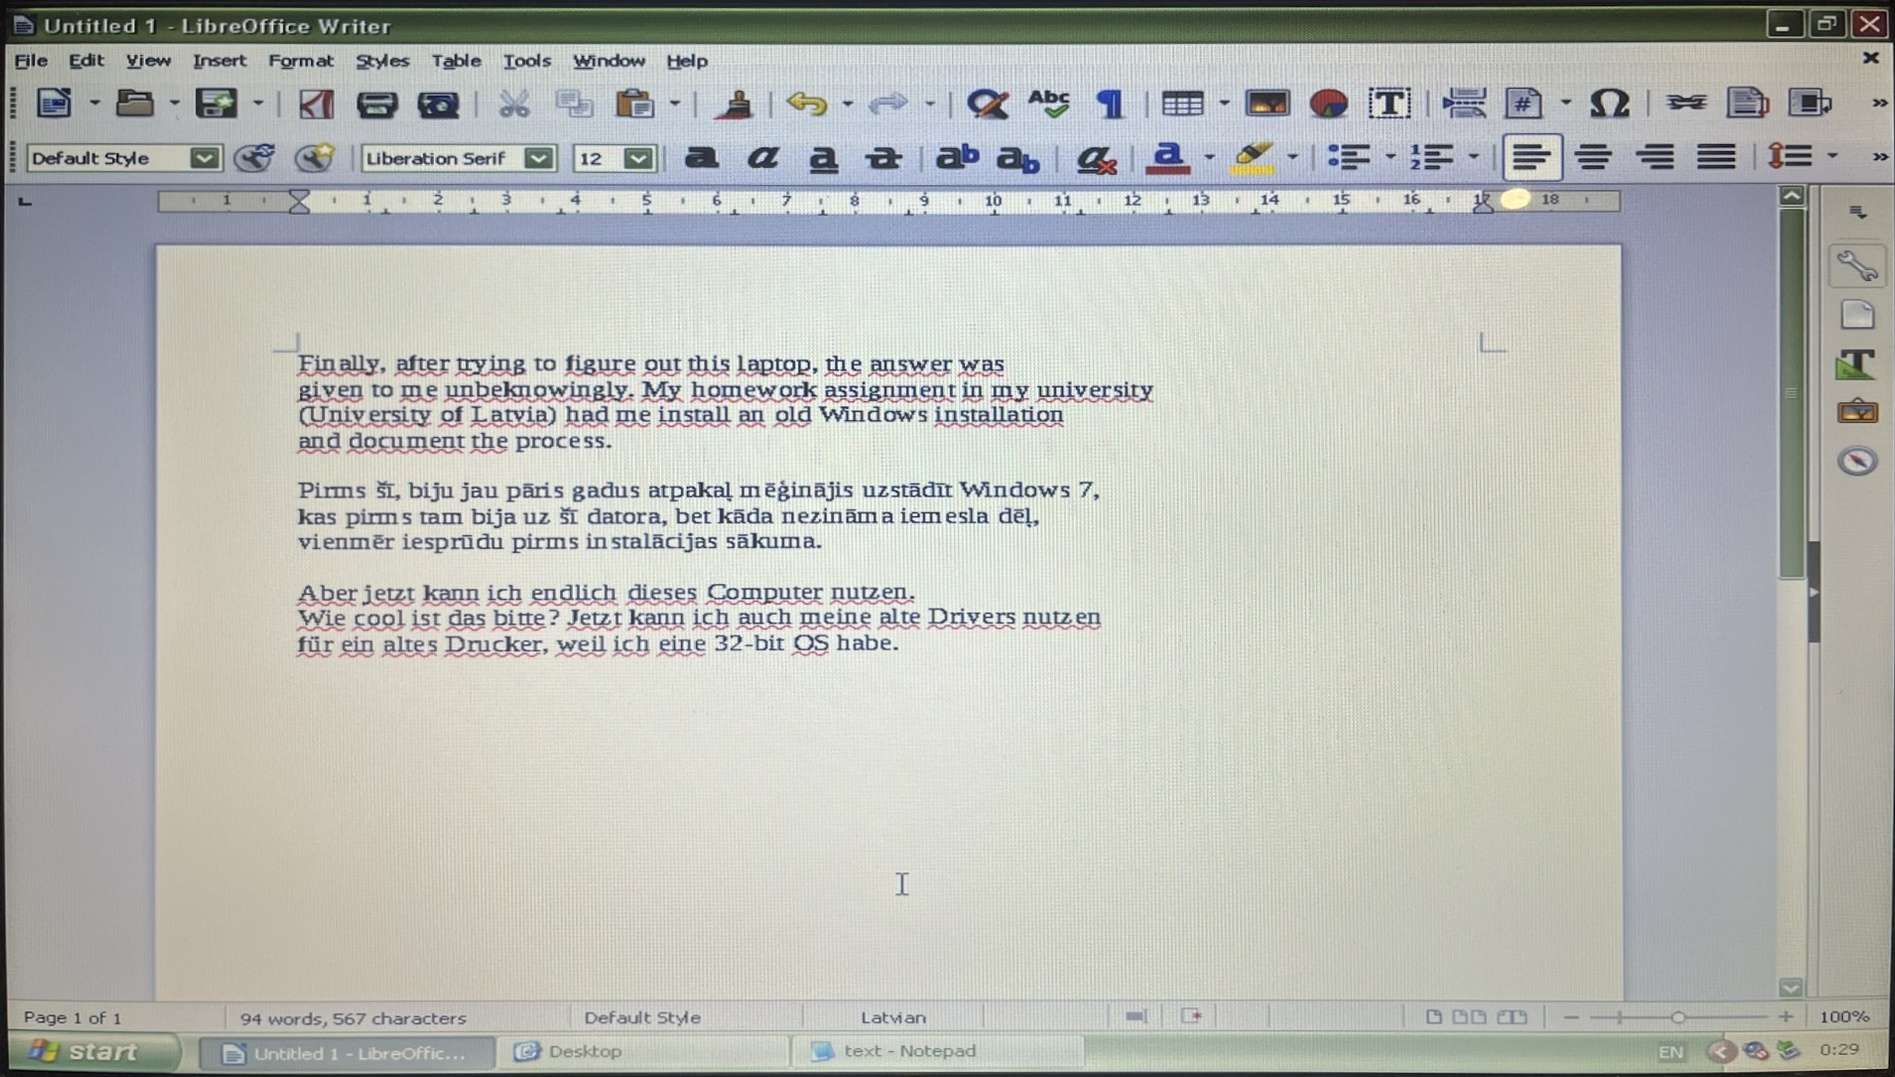 Untitled 1 - LibreOffice Writer
File Edit View Insert Format Styles Table Tools Window Help
Abc
Default Style Liberation Serif 12
1 1 2 3 4 5 6 7 8 9 10 11 12 13 14 15 16 17 18
Finally, after trying to figure out this laptop, the answer was
given to me unbeknowingly. My homework assignment in my university
(University of Latvia) had me install an old Windows installation
and document the process.
Pirms šī, biju jau pāris gadus atpakaļ mēģinājis uzstādīt Windows 7,
kas pirms tam bija uz šī datora, bet kāda nezināma iemesla dēļ,
vienmēr iesprūdu pirms instalācijas sākuma.
Aber jetzt kann ich endlich dieses Computer nutzen.
Wie cool ist das bitte? Jetzt kann ich auch meine alte Drivers nutzen
für ein altes Drucker, weil ich eine 32-bit OS habe.
Page 1 of 1 94 words, 567 characters Default Style Latvian 100%
start Untitled 1 - LibreOffic... Desktop text - Notepad EN 0:29